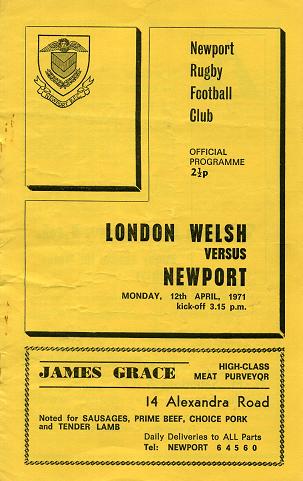 Newport
Rugby
Football
Club
OFFICIAL
PROGRAMME
2½p
LONDON WELSH
VERSUS
NEWPORT
MONDAY, 12th APRIL, 1971
kick-off 3.15 p.m.
JAMES GRACE
HIGH-CLASS
MEAT PURVEYOR
14 Alexandra Road
Noted for SAUSAGES, PRIME BEEF, CHOICE PORK
and TENDER LAMB
Daily Deliveries to ALL Parts
Tel: NEWPORT 64560